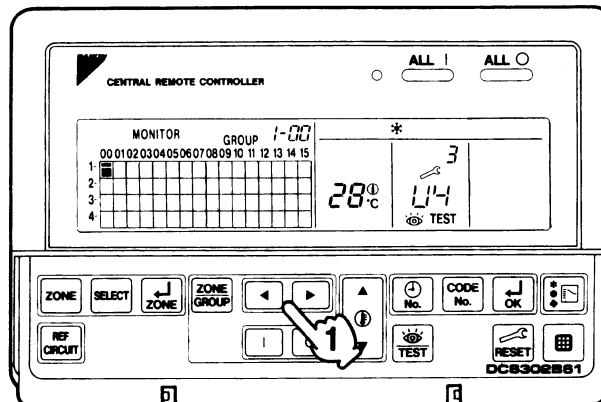 DAIKIN
CENTRAL REMOTE CONTROLLER
ALL |
ALL ○
MONITOR
GROUP 1-00
00 01 02 03 04 05 06 07 08 09 10 11 12 13 14 15
1-
2-
3-
4-
28 °C
3
U4
TEST
ZONE
SELECT
ZONE
ZONE
GROUP
No.
CODE
No.
OK
REF
CIRCUIT
|
1
TEST
RESET
DCS302B61